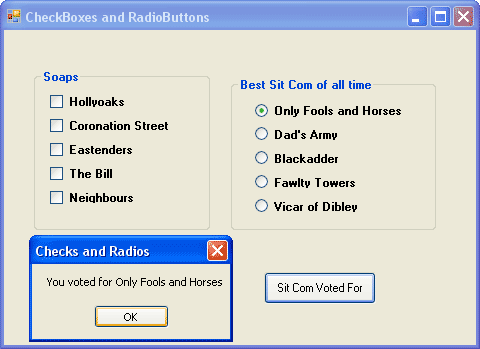 CheckBoxes and RadioButtons
Soaps
Hollyoaks
Coronation Street
Eastenders
The Bill
Neighbours
Best Sit Com of all time
Only Fools and Horses
Dad's Army
Blackadder
Fawlty Towers
Vicar of Dibley
Checks and Radios
You voted for Only Fools and Horses
OK
Sit Com Voted For